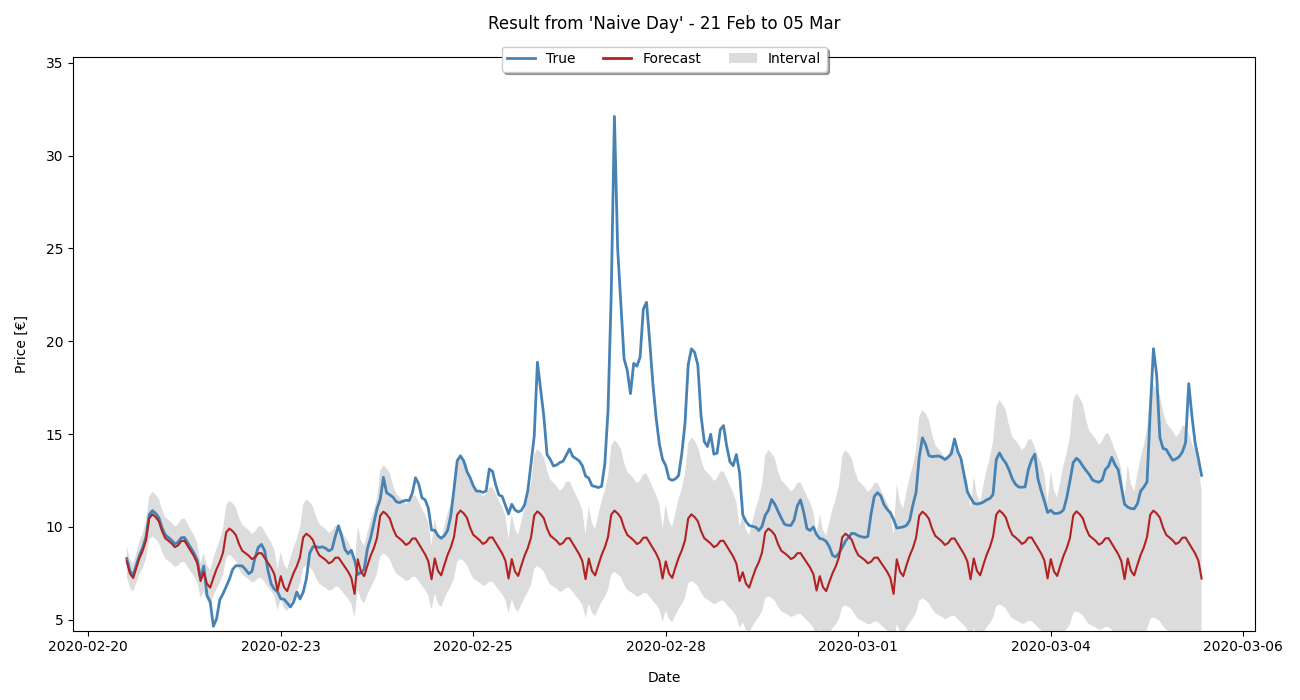 Result from 'Naive Day' - 21 Feb to 05 Mar
True Forecast Interval
35
30
25
20
15
10
5
Price [€]
2020-02-20 2020-02-23 2020-02-25 2020-02-28 2020-03-01 2020-03-04 2020-03-06
Date